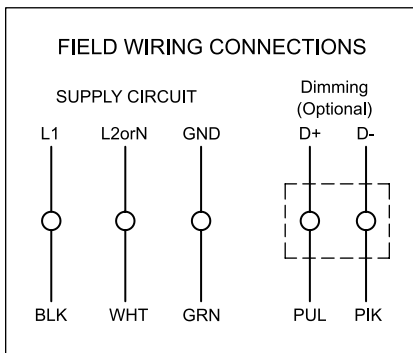 FIELD WIRING CONNECTIONS
SUPPLY CIRCUIT
Dimming
(Optional)
L1 L2orN GND D+ D-
BLK WHT GRN PUL PIK